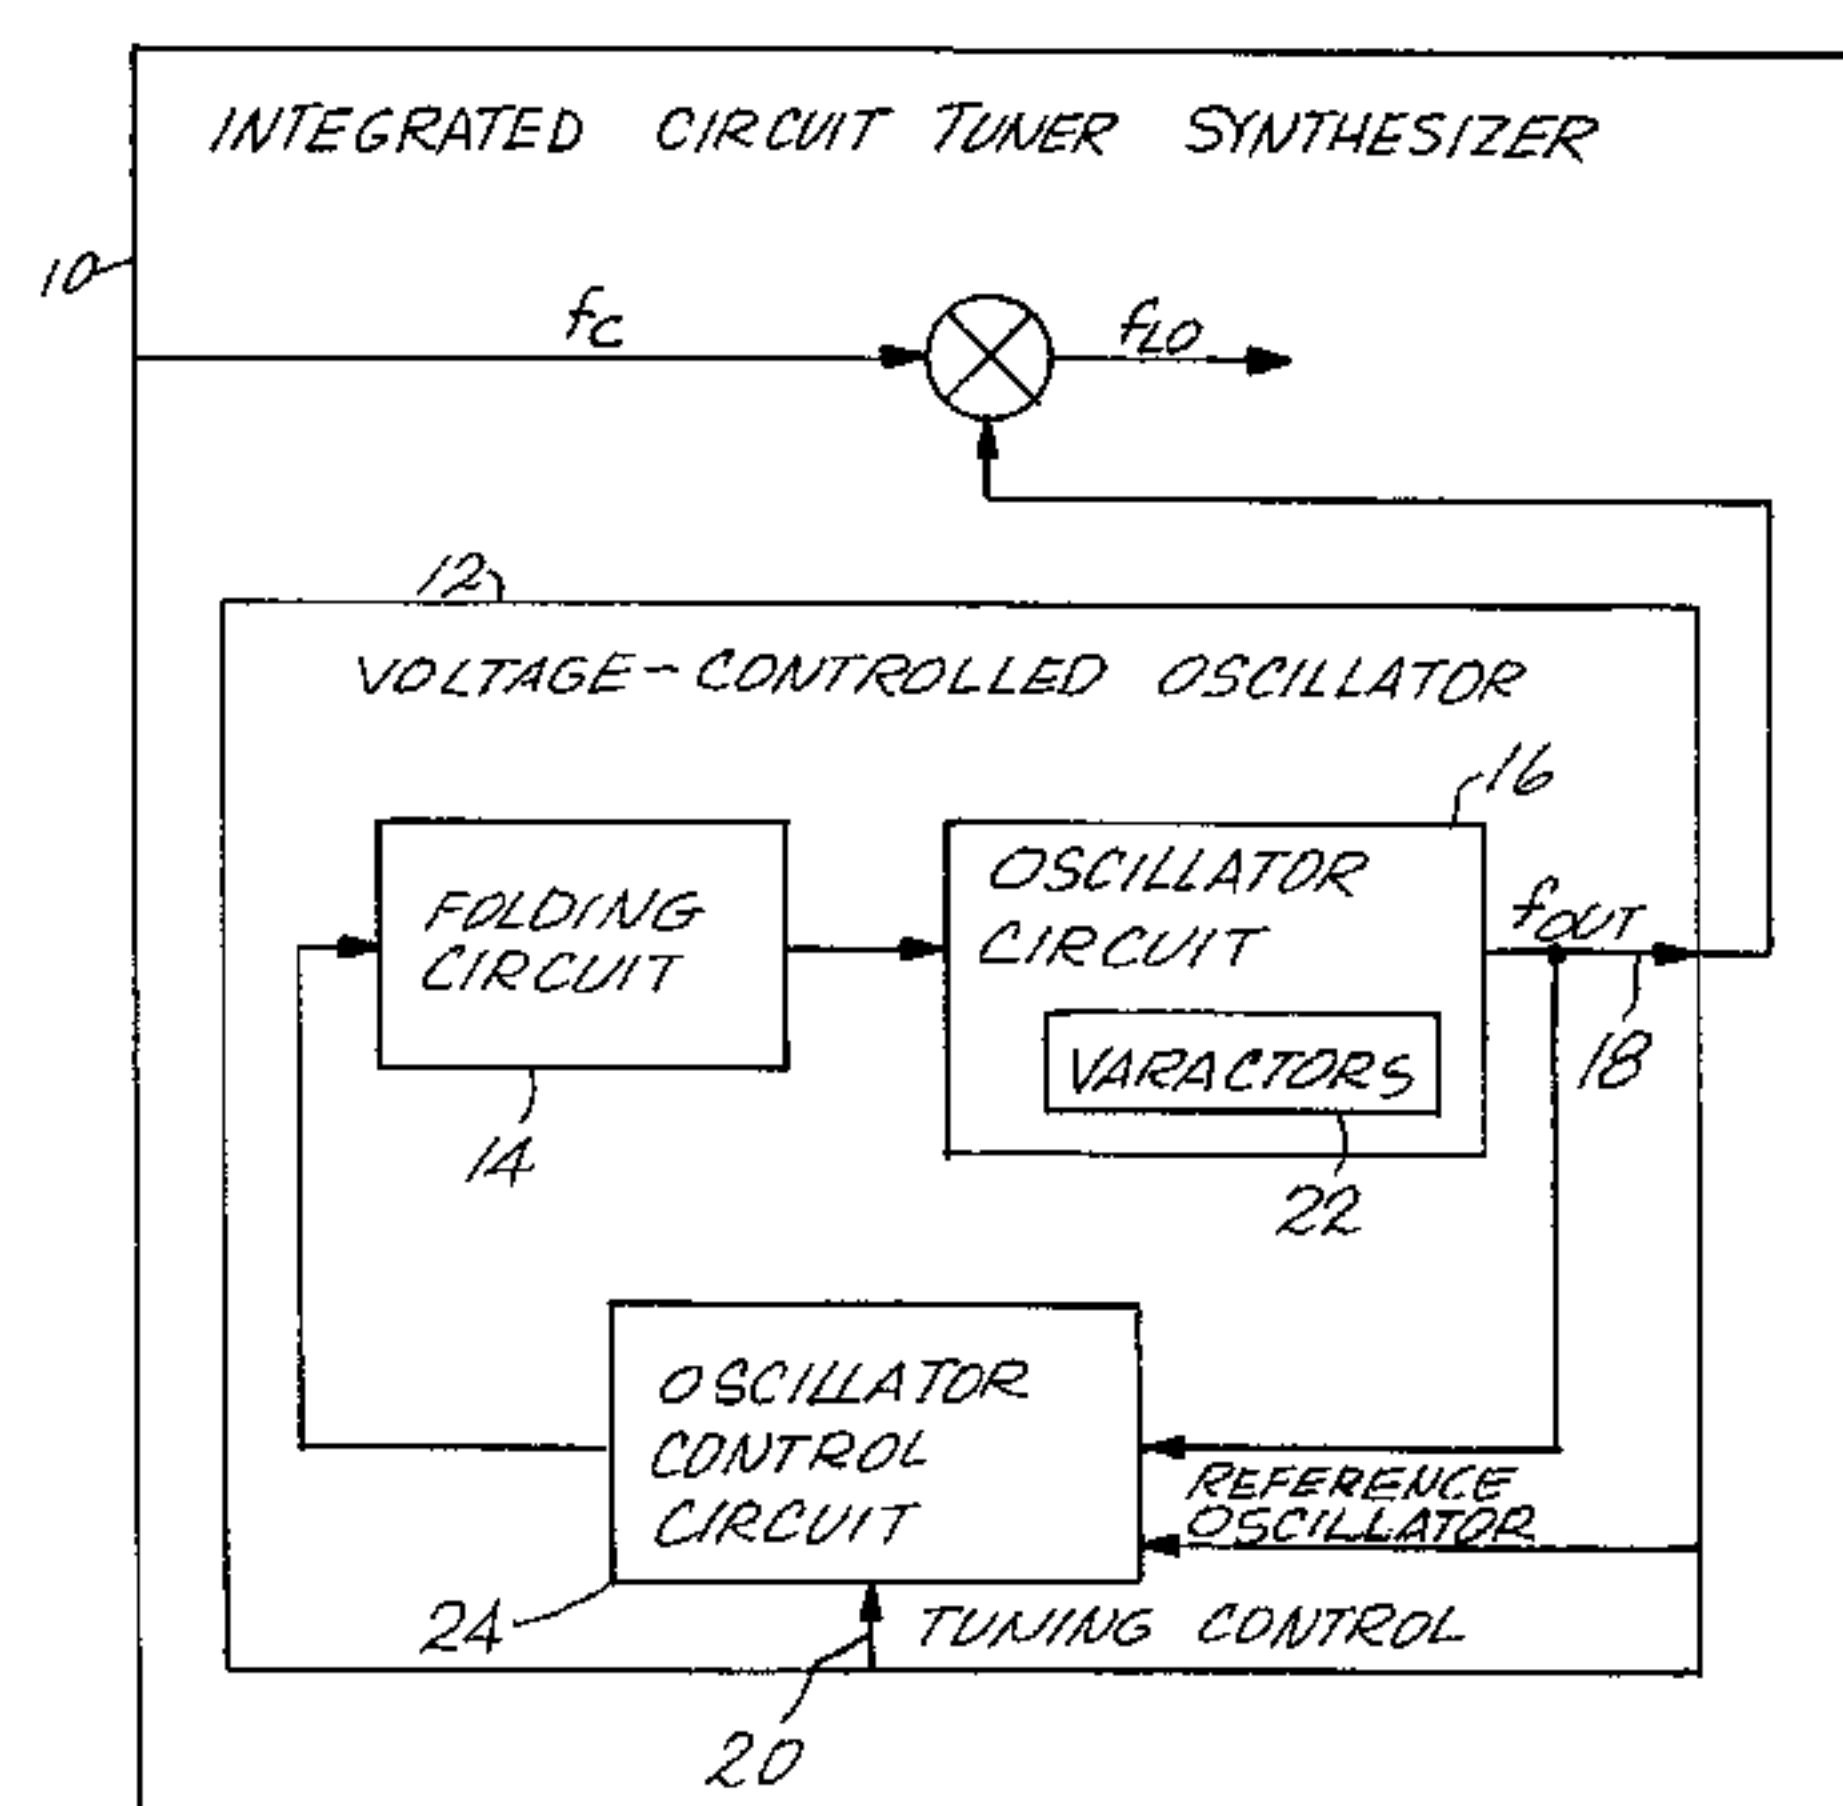 INTEGRATED CIRCUIT TUNER SYNTHESIZER
10
fC
fLO
12
VOLTAGE-CONTROLLED OSCILLATOR
16
FOLDING
CIRCUIT
14
OSCILLATOR
CIRCUIT
VARACTORS
22
fOUT
18
OSCILLATOR
CONTROL
CIRCUIT
24
REFERENCE
OSCILLATOR
TUNING CONTROL
20